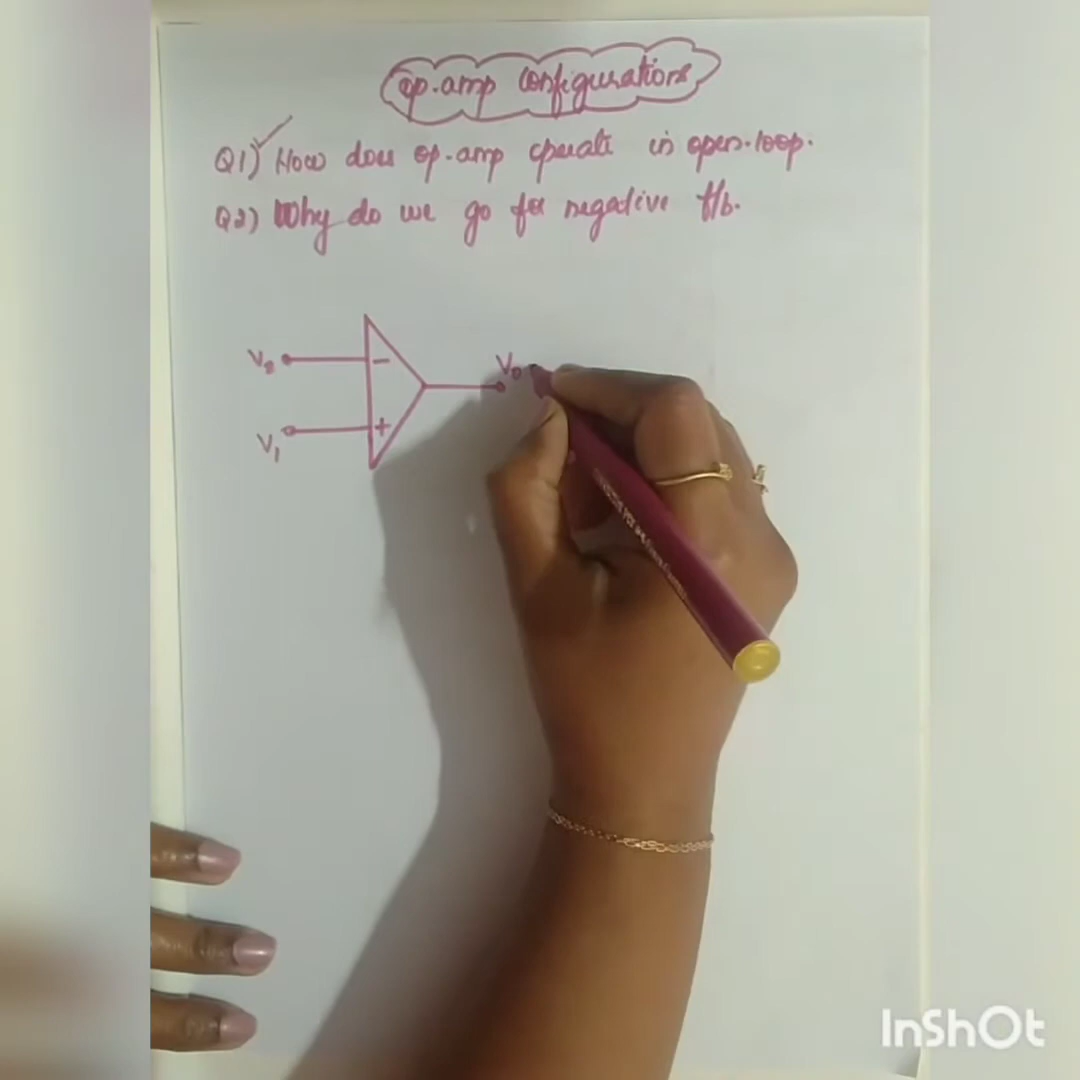 op-amp configurations
Q1) How does op-amp operate in open-loop.
Q2) Why do we go for negative f/b.
V2
-
V0
V1
+
InShOt